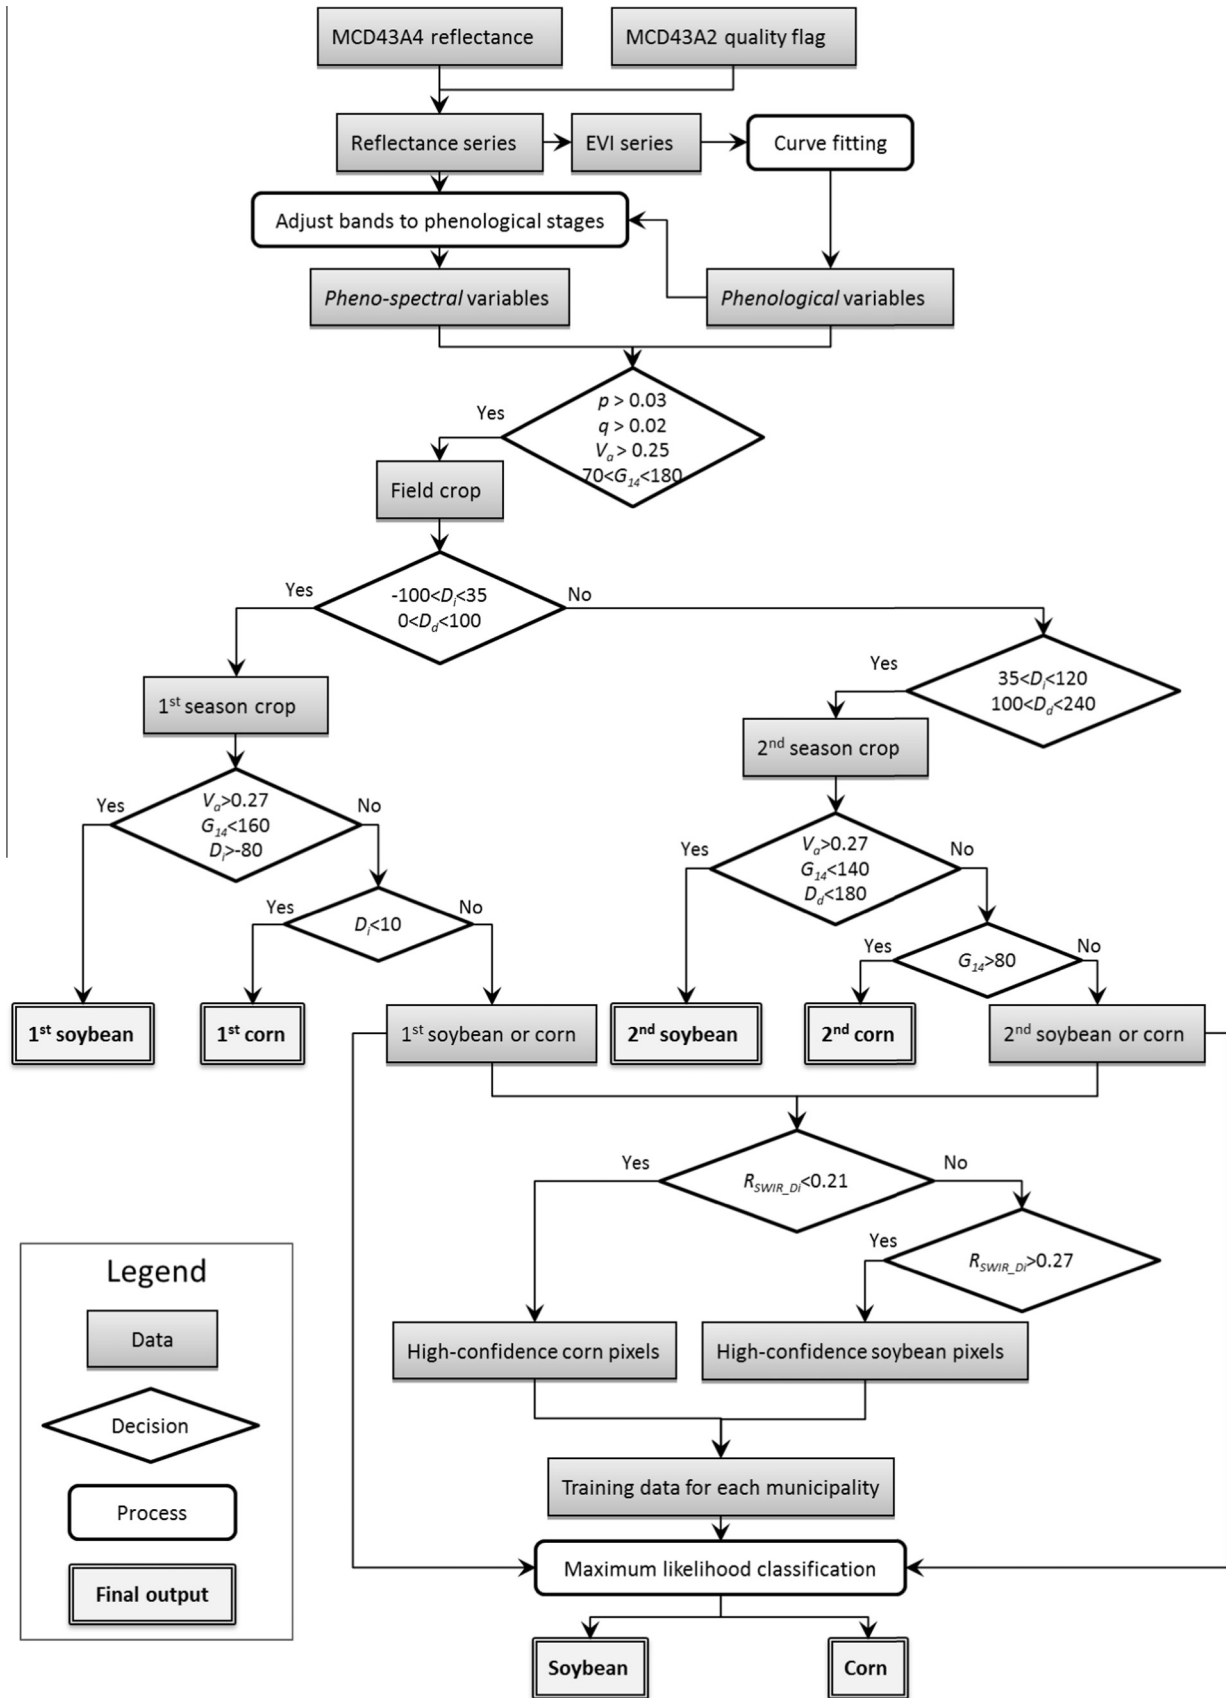 MCD43A4 reflectance
MCD43A2 quality flag
Reflectance series
EVI series
Curve fitting
Adjust bands to phenological stages
Pheno-spectral variables
Phenological variables
p > 0.03
q > 0.02
Va > 0.25
70<G14<180
Yes
Field crop
-100<Di<35
0<Dd<100
Yes
No
35<Di<120
100<Dd<240
Yes
1st season crop
2nd season crop
Va>0.27
G14<160
Di>-80
Yes
No
Va>0.27
G14<140
Dd<180
Yes
No
Di<10
Yes
No
G14>80
Yes
No
1st soybean
1st corn
1st soybean or corn
2nd soybean
2nd corn
2nd soybean or corn
RSWIR_Di<0.21
Yes
No
RSWIR_Di>0.27
Yes
High-confidence corn pixels
High-confidence soybean pixels
Training data for each municipality
Maximum likelihood classification
Soybean
Corn
Legend
Data
Decision
Process
Final output